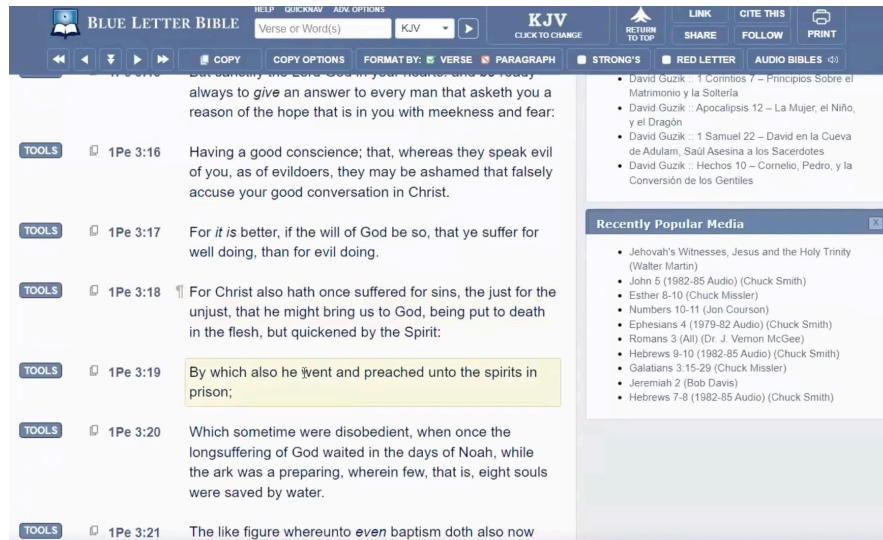 HELP QUICKNAV ADV. OPTIONS
BLUE LETTER BIBLE
Verse or Word(s)
KJV
KJV
CLICK TO CHANGE
RETURN
TO TOP
LINK
CITE THIS
SHARE
FOLLOW
PRINT
COPY
COPY OPTIONS
FORMAT BY: VERSE PARAGRAPH
STRONG'S
RED LETTER
AUDIO BIBLES
always to give an answer to every man that asketh you a
reason of the hope that is in you with meekness and fear:
TOOLS 1Pe 3:16 Having a good conscience; that, whereas they speak evil
of you, as of evildoers, they may be ashamed that falsely
accuse your good conversation in Christ.
TOOLS 1Pe 3:17 For it is better, if the will of God be so, that ye suffer for
well doing, than for evil doing.
TOOLS 1Pe 3:18 ¶ For Christ also hath once suffered for sins, the just for the
unjust, that he might bring us to God, being put to death
in the flesh, but quickened by the Spirit:
TOOLS 1Pe 3:19 By which also he went and preached unto the spirits in
prison;
TOOLS 1Pe 3:20 Which sometime were disobedient, when once the
longsuffering of God waited in the days of Noah, while
the ark was a preparing, wherein few, that is, eight souls
were saved by water.
TOOLS 1Pe 3:21 The like figure whereunto even baptism doth also now
David Guzik :: 1 Corintios 7 – Principios Sobre el
Matrimonio y la Soltería
David Guzik :: Apocalipsis 12 – La Mujer, el Niño,
y el Dragón
David Guzik :: 1 Samuel 22 – David en la Cueva
de Adulam, Saúl Asesina a los Sacerdotes
David Guzik :: Hechos 10 – Cornelio, Pedro, y la
Conversión de los Gentiles
Recently Popular Media
Jehovah's Witnesses, Jesus and the Holy Trinity
(Walter Martin)
John 5 (1982-85 Audio) (Chuck Smith)
Esther 8-10 (Chuck Missler)
Numbers 10-11 (Jon Courson)
Ephesians 4 (1979-82 Audio) (Chuck Smith)
Romans 3 (All) (Dr. J. Vernon McGee)
Hebrews 9-10 (1982-85 Audio) (Chuck Smith)
Galatians 3:15-29 (Chuck Missler)
Jeremiah 2 (Bob Davis)
Hebrews 7-8 (1982-85 Audio) (Chuck Smith)